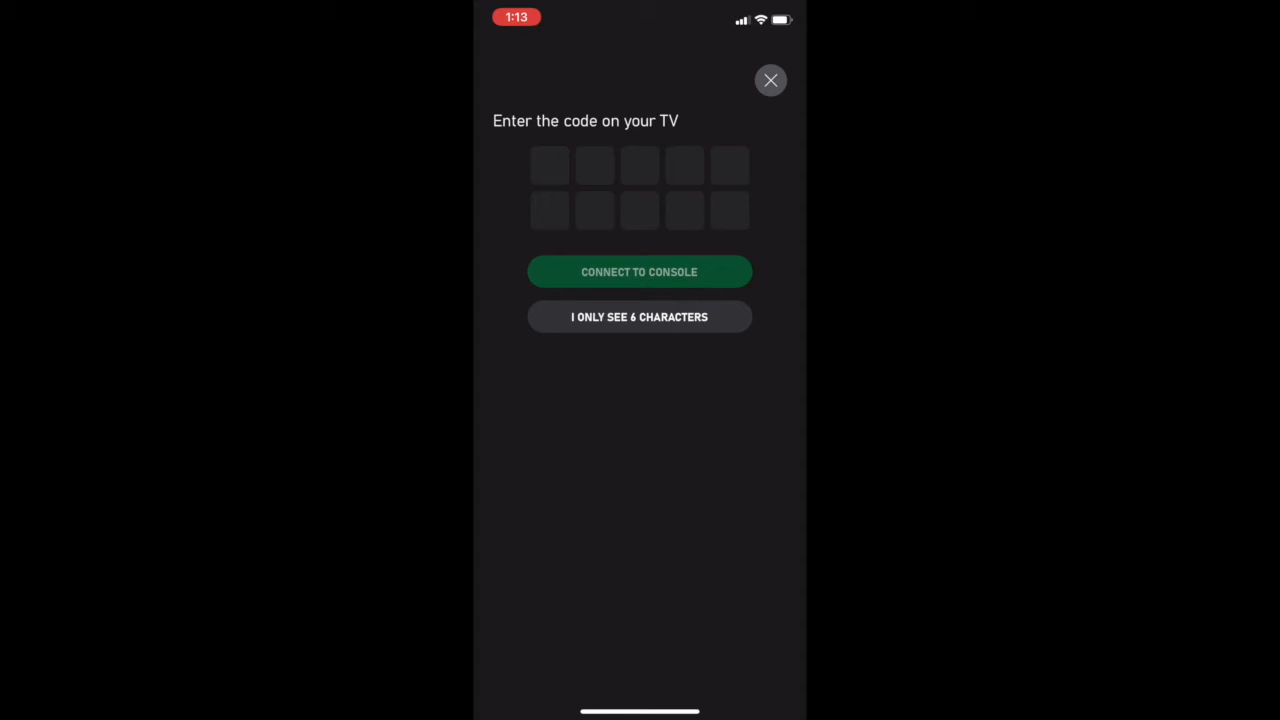 1:13
Enter the code on your TV
CONNECT TO CONSOLE
I ONLY SEE 6 CHARACTERS